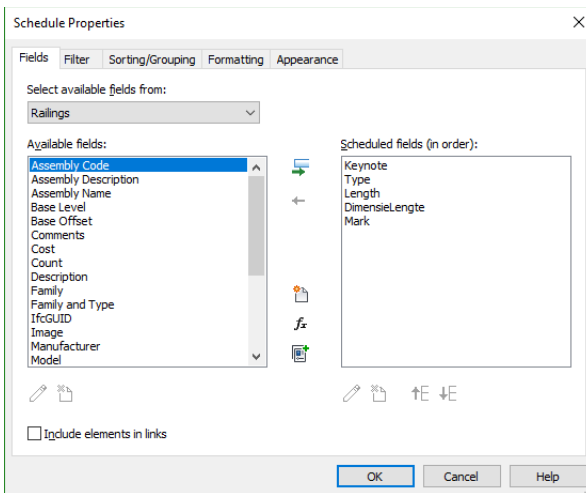 Schedule Properties
Fields Filter Sorting/Grouping Formatting Appearance
Select available fields from:
Railings
Available fields:
Assembly Code
Assembly Description
Assembly Name
Base Level
Base Offset
Comments
Cost
Count
Description
Family
Family and Type
IfcGUID
Image
Manufacturer
Model
fx
Scheduled fields (in order):
Keynote
Type
Length
DimensieLengte
Mark
Include elements in links
OK Cancel Help